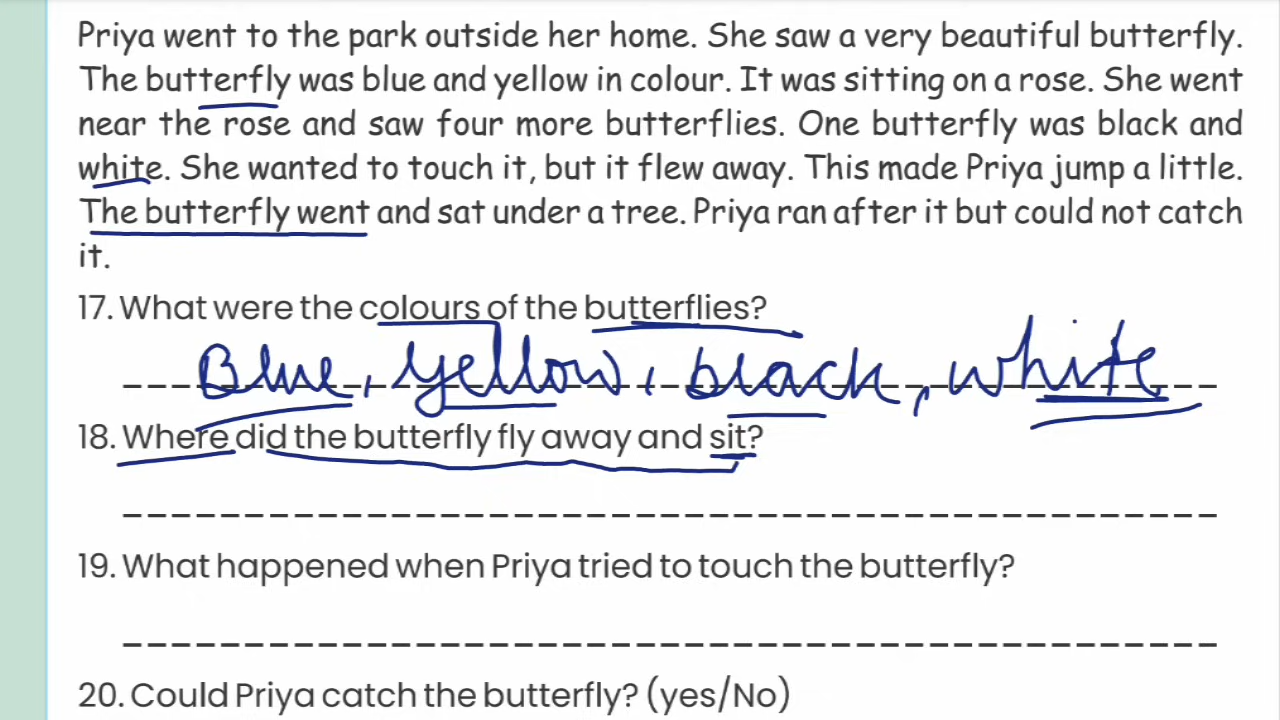 Priya went to the park outside her home. She saw a very beautiful butterfly.
The butterfly was blue and yellow in colour. It was sitting on a rose. She went
near the rose and saw four more butterflies. One butterfly was black and
white. She wanted to touch it, but it flew away. This made Priya jump a little.
The butterfly went and sat under a tree. Priya ran after it but could not catch
it.
17. What were the colours of the butterflies?
Blue, yellow, black, white
18. Where did the butterfly fly away and sit?
19. What happened when Priya tried to touch the butterfly?
20. Could Priya catch the butterfly? (yes/No)